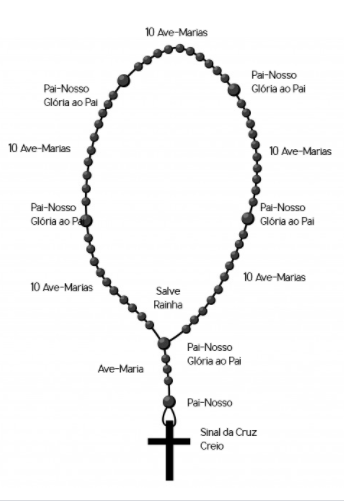 10 Ave-Marias
Pai-Nosso
Glória ao Pai
Pai-Nosso
Glória ao Pai
10 Ave-Marias
10 Ave-Marias
Pai-Nosso
Glória ao Pai
Pai-Nosso
Glória ao Pai
10 Ave-Marias
Salve
Rainha
10 Ave-Marias
Pai-Nosso
Glória ao Pai
Ave-Maria
Pai-Nosso
Sinal da Cruz
Creio